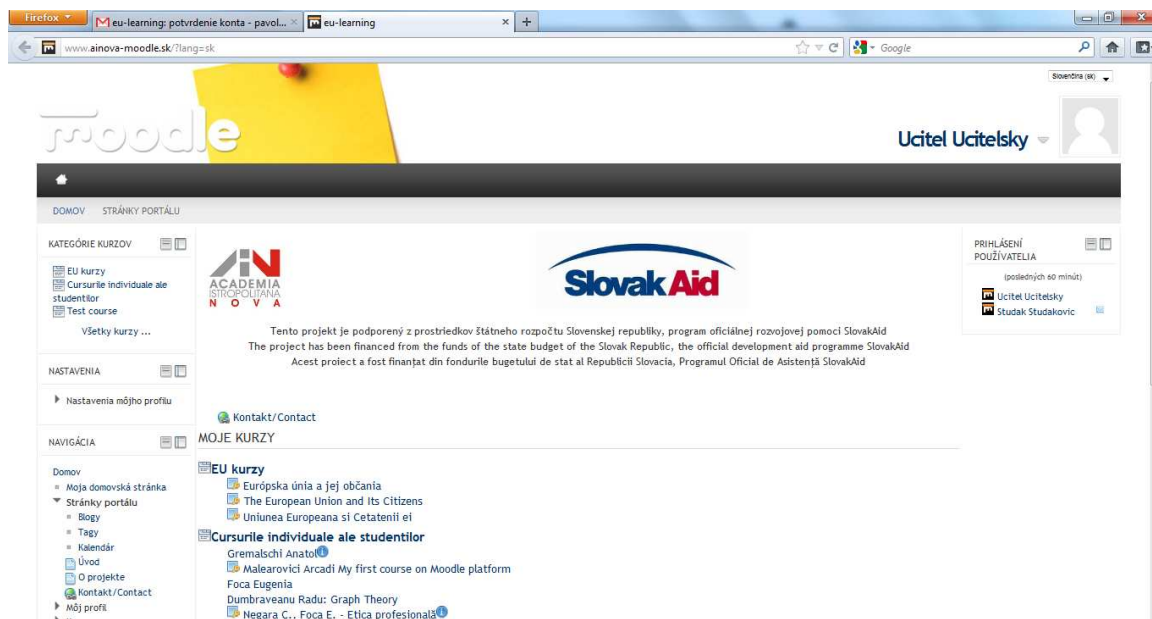 Firefox
eu-learning: potvrdenie konta - pavol...
eu-learning
www.ainova-moodle.sk/?lang=sk
Google
Slovenčina (sk)
moodle
Ucitel Ucitelsky
DOMOV STRÁNKY PORTÁLU
KATEGÓRIE KURZOV
EU kurzy
Cursurile individuale ale
studentilor
Test course
Všetky kurzy ...
NASTAVENIA
Nastavenia môjho profilu
NAVIGÁCIA
Domov
Moja domovská stránka
Stránky portálu
Blogy
Tagy
Kalendár
Úvod
O projekte
Kontakt/Contact
Môj profil
AIN
ACADEMIA
ISTROPOLITANA
NOVA
SlovakAid
Tento projekt je podporený z prostriedkov štátneho rozpočtu Slovenskej republiky, program oficiálnej rozvojovej pomoci SlovakAid
The project has been financed from the funds of the state budget of the Slovak Republic, the official development aid programme SlovakAid
Acest proiect a fost finanțat din fondurile bugetului de stat al Republicii Slovacia, Programul Oficial de Asistență SlovakAid
Kontakt/Contact
MOJE KURZY
EU kurzy
Európska únia a jej občania
The European Union and Its Citizens
Uniunea Europeana si Cetatenii ei
Cursurile individuale ale studentilor
Gremalschi Anatol
Malearovici Arcadi My first course on Moodle platform
Foca Eugenia
Dumbraveanu Radu: Graph Theory
Negara C., Foca E. - Etica profesională
PRIHLÁSENÍ
POUŽÍVATELIA
(posledných 60 minút)
Ucitel Ucitelsky
Studak Studakovic